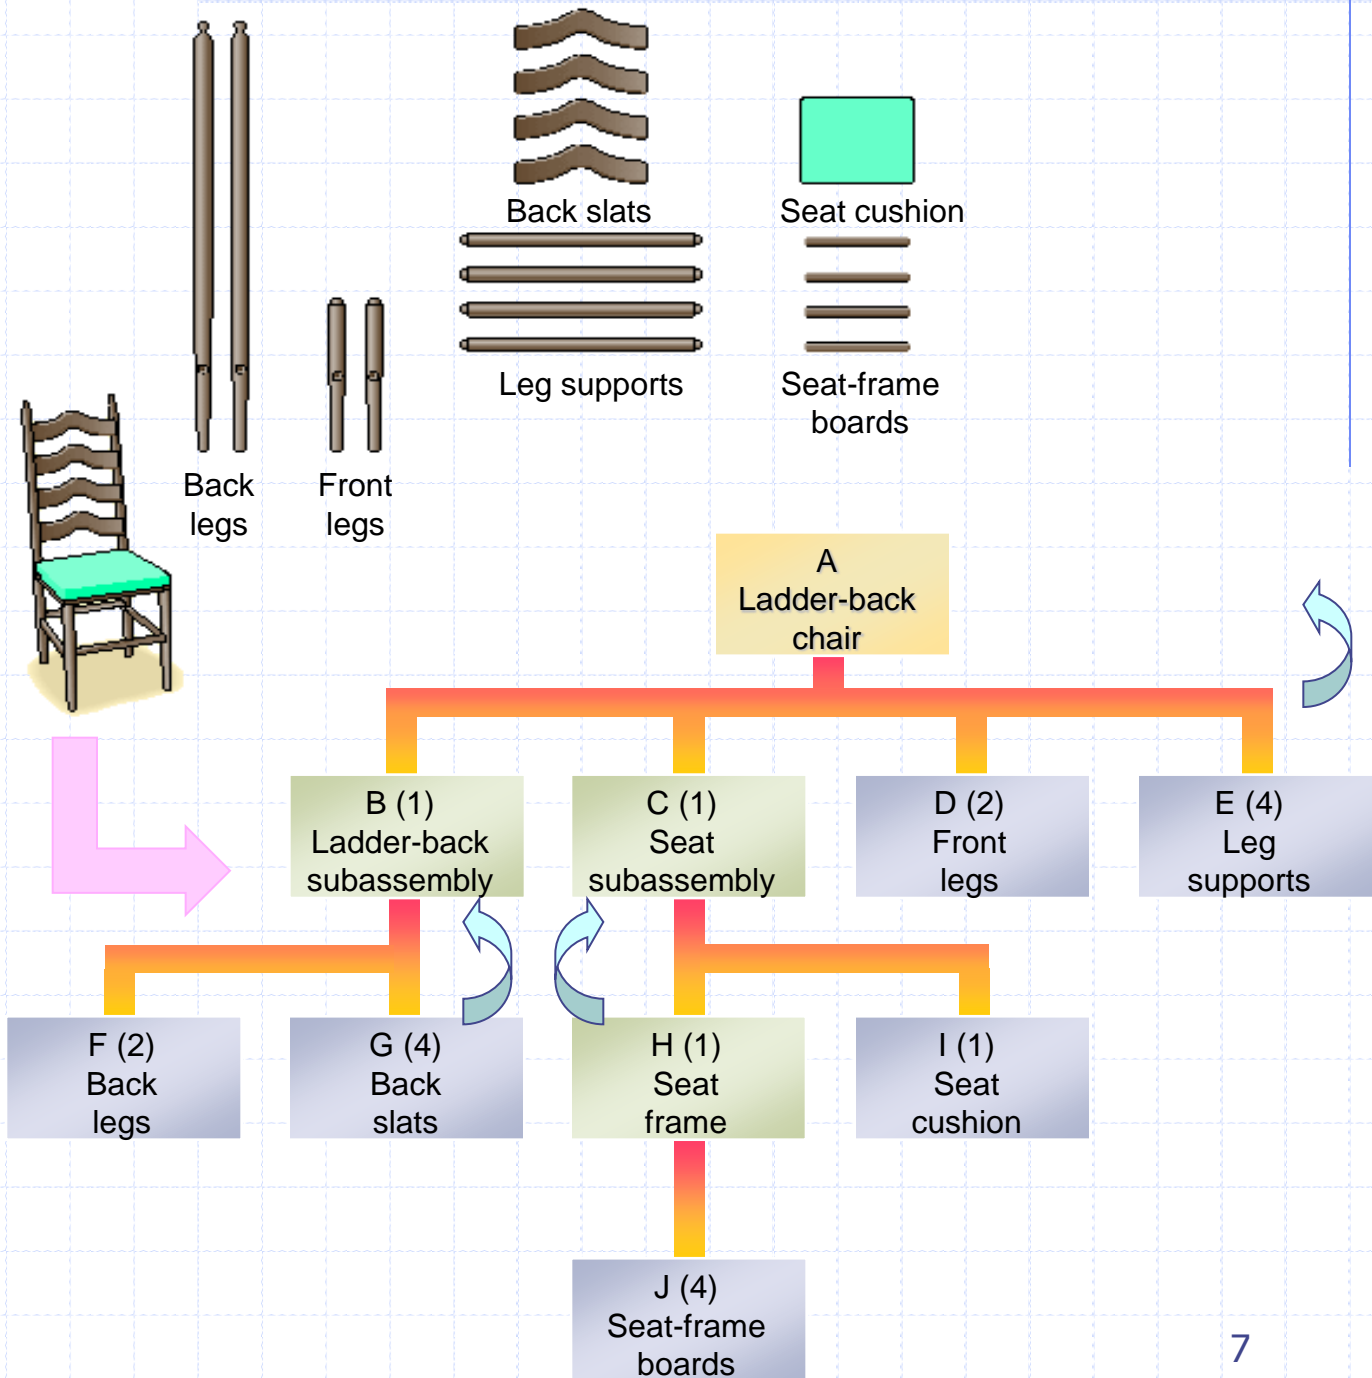 Back slats
Seat cushion
Leg supports
Seat-frame
boards
Back
legs
Front
legs
A
Ladder-back
chair
B (1)
Ladder-back
subassembly
C (1)
Seat
subassembly
D (2)
Front
legs
E (4)
Leg
supports
F (2)
Back
legs
G (4)
Back
slats
H (1)
Seat
frame
I (1)
Seat
cushion
J (4)
Seat-frame
boards
7